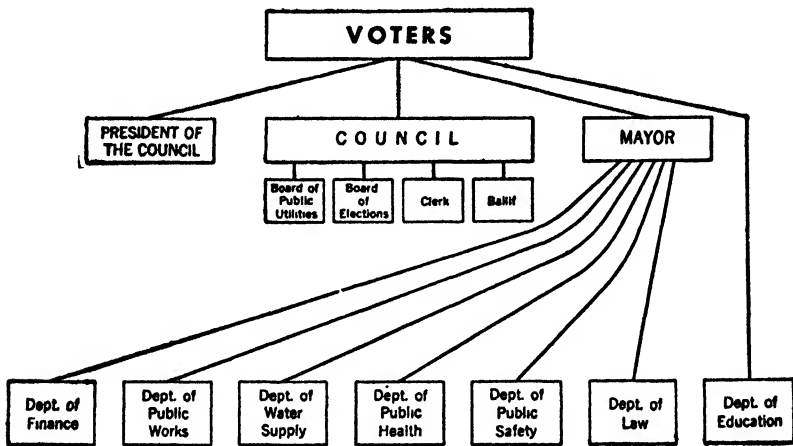 VOTERS
PRESIDENT OF
THE COUNCIL
COUNCIL
MAYOR
Board of
Public
Utilities
Board
of
Elections
Clerk
Bailif
Dept. of
Finance
Dept. of
Public
Works
Dept. of
Water
Supply
Dept. of
Public
Health
Dept. of
Public
Safety
Dept. of
Law
Dept. of
Education